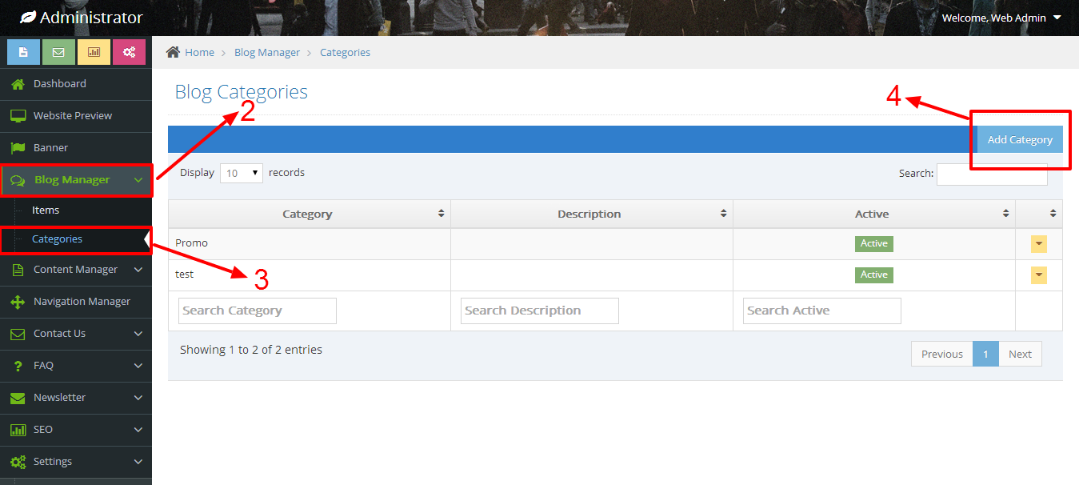 Administrator
Welcome, Web Admin
Home > Blog Manager > Categories
Dashboard
Website Preview
Banner
Blog Manager
Items
Categories
Content Manager
Navigation Manager
Contact Us
FAQ
Newsletter
SEO
Settings
Blog Categories
2
4
Add Category
Display 10 records
Search:
Category Description Active
Promo Active
test Active
3
Search Category Search Description Search Active
Showing 1 to 2 of 2 entries
Previous 1 Next